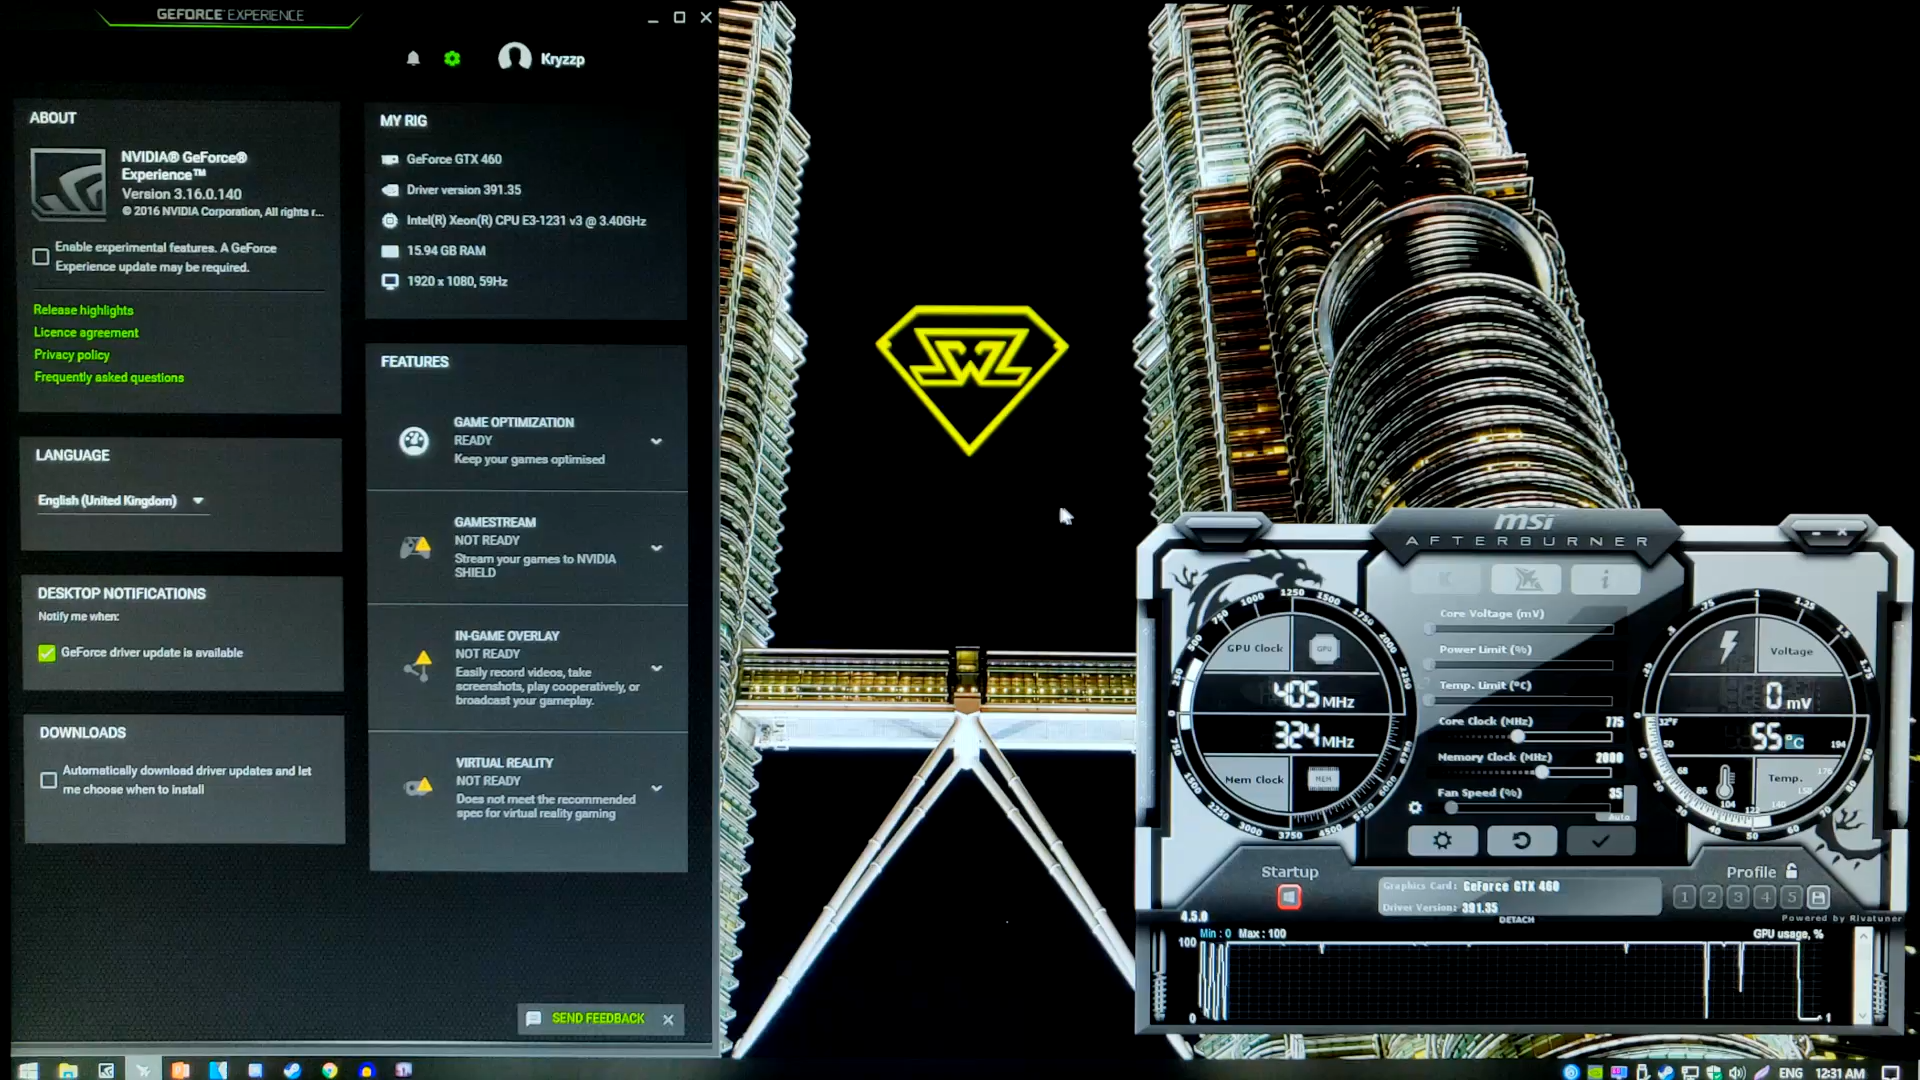 GEFORCE EXPERIENCE
Kryzzp
ABOUT
NVIDIA® GeForce®
Experience™
Version 3.16.0.140
© 2016 NVIDIA Corporation, All rights r...
Enable experimental features. A GeForce
Experience update may be required.
Release highlights
Licence agreement
Privacy policy
Frequently asked questions
LANGUAGE
English (United Kingdom)
DESKTOP NOTIFICATIONS
Notify me when:
GeForce driver update is available
DOWNLOADS
Automatically download driver updates and let
me choose when to install
MY RIG
GeForce GTX 460
Driver version 391.35
Intel(R) Xeon(R) CPU E3-1231 v3 @ 3.40GHz
15.94 GB RAM
1920 x 1080, 59Hz
FEATURES
GAME OPTIMIZATION
READY
Keep your games optimised
GAMESTREAM
NOT READY
Stream your games to NVIDIA
SHIELD
IN-GAME OVERLAY
NOT READY
Easily record videos, take
screenshots, play cooperatively, or
broadcast your gameplay.
VIRTUAL REALITY
NOT READY
Does not meet the recommended
spec for virtual reality gaming
SEND FEEDBACK
msi
AFTERBURNER
GPU Clock
GPU
405 MHz
324 MHz
Mem Clock
MEM
Core Voltage (mV)
Power Limit (%)
Temp. Limit (°C)
Core Clock (MHz) 775
Memory Clock (MHz) 2000
Fan Speed (%) 35
Auto
Voltage
0 mV
55 °C
Temp.
Startup
Graphics Card: GeForce GTX 460
Driver Version: 391.35
DETACH
Profile
1 2 3 4 5
4.5.0
Powered by Rivatuner
Min : 0 Max : 100
GPU usage, %
100
0
1
ENG 12:31 AM